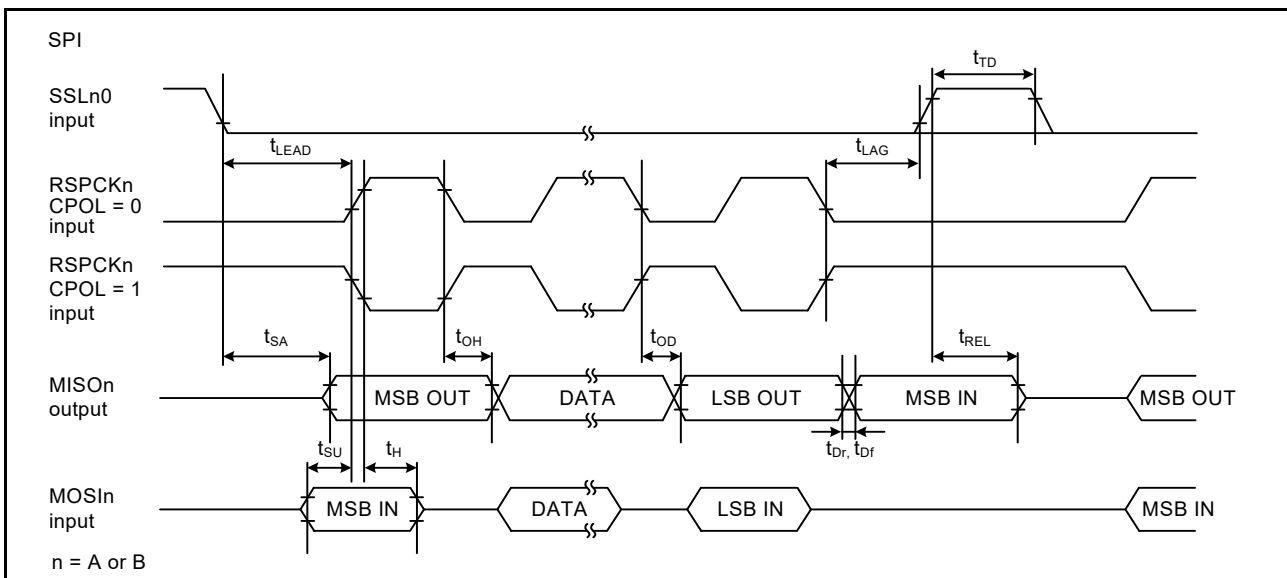 SPI
SSLn0
input
tTD
tLEAD
tLAG
RSPCKn
CPOL = 0
input
RSPCKn
CPOL = 1
input
tSA
tOH
tOD
tREL
MISOn
output
MSB OUT
DATA
LSB OUT
MSB IN
MSB OUT
tSU
tH
tDr, tDf
MOSIn
input
MSB IN
DATA
LSB IN
MSB IN
n = A or B